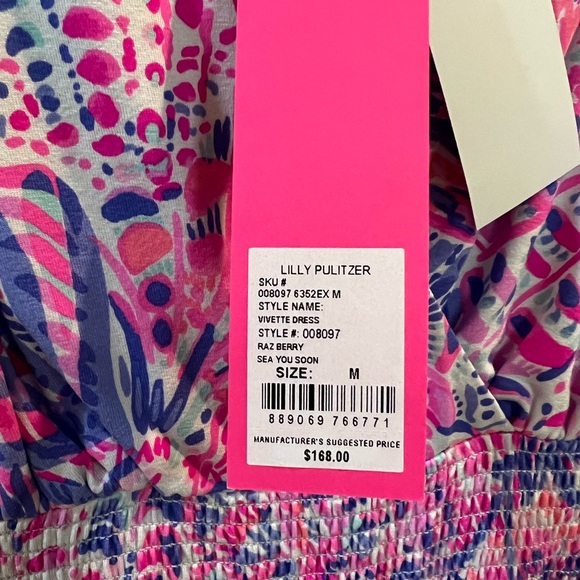 LILLY PULITZER
SKU #
008097 6352EX M
STYLE NAME:
VIVETTE DRESS
STYLE #: 008097
RAZ BERRY
SEA YOU SOON
SIZE: M
889069 766771
MANUFACTURER'S SUGGESTED PRICE
$168.00